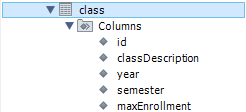 class
Columns
id
classDescription
year
semester
maxEnrollment